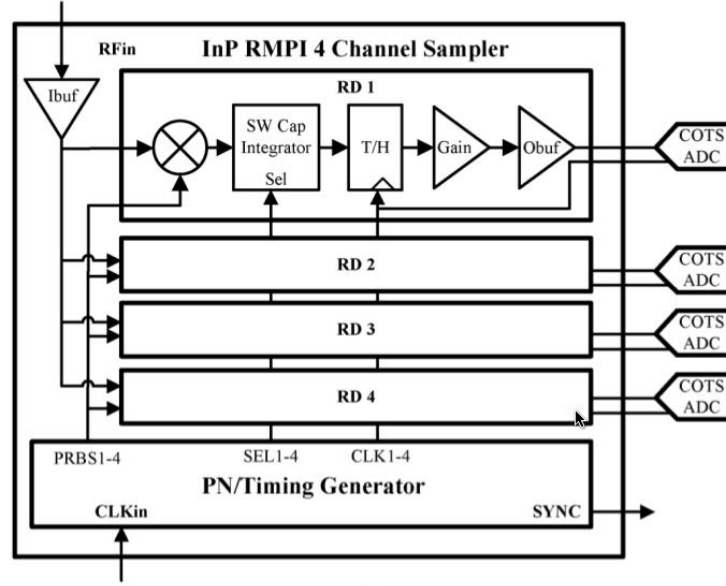 RFin
InP RMPI 4 Channel Sampler
Ibuf
RD 1
SW Cap
Integrator
Sel
T/H
Gain
Obuf
COTS
ADC
RD 2
COTS
ADC
RD 3
COTS
ADC
RD 4
COTS
ADC
PRBS1-4
SEL1-4
CLK1-4
PN/Timing Generator
CLKin
SYNC